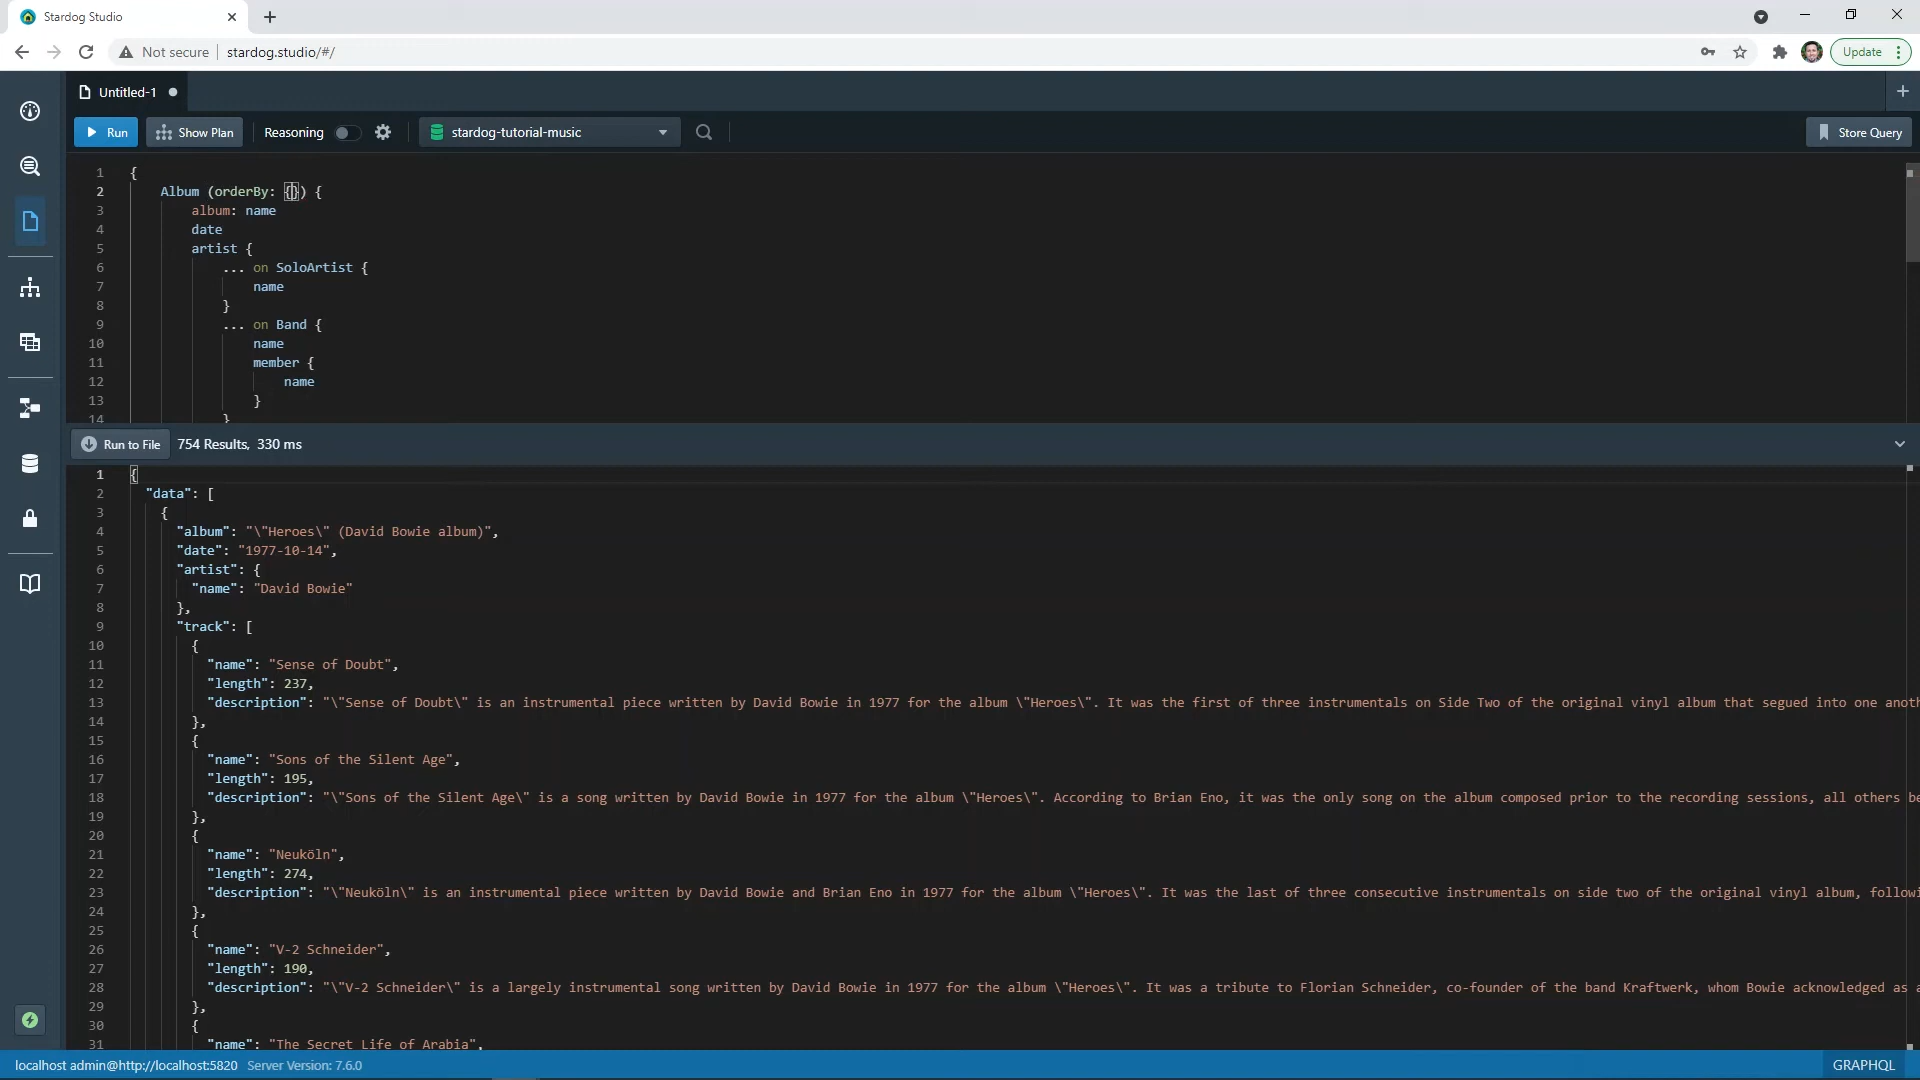 Stardog Studio
Not secure
stardog.studio/#/
Update
Untitled-1
Run
Show Plan
Reasoning
stardog-tutorial-music
Store Query
1 {
2 Album (orderBy: {}) {
3 album: name
4 date
5 artist {
6 ... on SoloArtist {
7 name
8 }
9 ... on Band {
10 name
11 member {
12 name
13 }
14 }
Run to File
754 Results, 330 ms
1 {
2 "data": [
3 {
4 "album": "\"Heroes\" (David Bowie album)",
5 "date": "1977-10-14",
6 "artist": {
7 "name": "David Bowie"
8 },
9 "track": [
10 {
11 "name": "Sense of Doubt",
12 "length": 237,
13 "description": "\"Sense of Doubt\" is an instrumental piece written by David Bowie in 1977 for the album \"Heroes\". It was the first of three instrumentals on Side Two of the original vinyl album that segued into one anoth
14 },
15 {
16 "name": "Sons of the Silent Age",
17 "length": 195,
18 "description": "\"Sons of the Silent Age\" is a song written by David Bowie in 1977 for the album \"Heroes\". According to Brian Eno, it was the only song on the album composed prior to the recording sessions, all others be
19 },
20 {
21 "name": "Neuköln",
22 "length": 274,
23 "description": "\"Neuköln\" is an instrumental piece written by David Bowie and Brian Eno in 1977 for the album \"Heroes\". It was the last of three consecutive instrumentals on side two of the original vinyl album, followi
24 },
25 {
26 "name": "V-2 Schneider",
27 "length": 190,
28 "description": "\"V-2 Schneider\" is a largely instrumental song written by David Bowie in 1977 for the album \"Heroes\". It was a tribute to Florian Schneider, co-founder of the band Kraftwerk, whom Bowie acknowledged as a
29 },
30 {
31 "name": "The Secret Life of Arabia",
localhost admin@http://localhost:5820 Server Version: 7.6.0
GRAPHQL